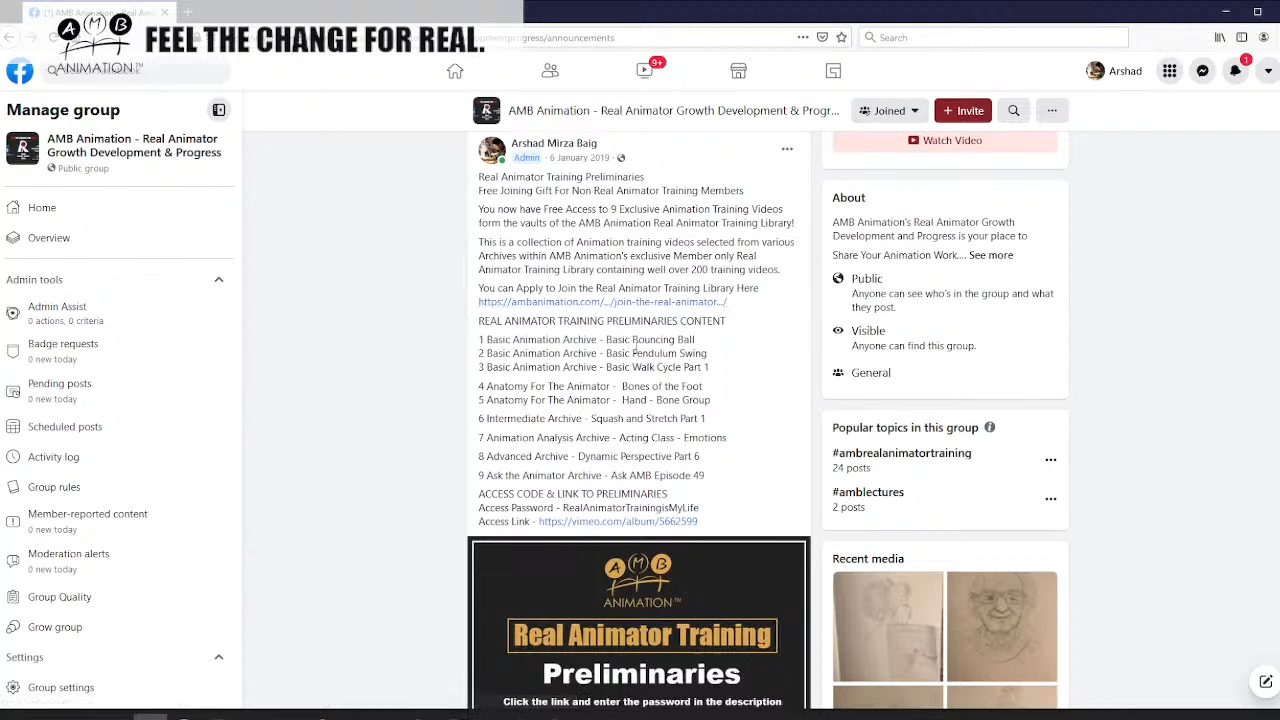 (1) AMB Animation - Real Ani
AMB
ANIMATION™
FEEL THE CHANGE FOR REAL.
progress/announcements
Search
9+
Arshad
1
Manage group
AMB Animation - Real Animator
Growth Development & Progress
Public group
Home
Overview
Admin tools
Admin Assist
0 actions, 0 criteria
Badge requests
0 new today
Pending posts
0 new today
Scheduled posts
Activity log
Group rules
Member-reported content
0 new today
Moderation alerts
0 new today
Group Quality
Grow group
Settings
Group settings
AMB Animation - Real Animator Growth Development & Progr...
Joined
+ Invite
Arshad Mirza Baig
Admin · 6 January 2019 ·
Real Animator Training Preliminaries
Free Joining Gift For Non Real Animator Training Members
You now have Free Access to 9 Exclusive Animation Training Videos
form the vaults of the AMB Animation Real Animator Training Library!
This is a collection of Animation training videos selected from various
Archives within AMB Animation's exclusive Member only Real
Animator Training Library containing well over 200 training videos.
You can Apply to Join the Real Animator Training Library Here
https://ambanimation.com/.../join-the-real-animator.../
REAL ANIMATOR TRAINING PRELIMINARIES CONTENT
1 Basic Animation Archive - Basic Bouncing Ball
2 Basic Animation Archive - Basic Pendulum Swing
3 Basic Animation Archive - Basic Walk Cycle Part 1
4 Anatomy For The Animator - Bones of the Foot
5 Anatomy For The Animator - Hand - Bone Group
6 Intermediate Archive - Squash and Stretch Part 1
7 Animation Analysis Archive - Acting Class - Emotions
8 Advanced Archive - Dynamic Perspective Part 6
9 Ask the Animator Archive - Ask AMB Episode 49
ACCESS CODE & LINK TO PRELIMINARIES
Access Password - RealAnimatorTrainingisMyLife
Access Link - https://vimeo.com/album/5662599
AMB
ANIMATION™
Real Animator Training
Preliminaries
Click the link and enter the password in the description
Watch Video
About
AMB Animation's Real Animator Growth
Development and Progress is your place to
Share Your Animation Work.... See more
Public
Anyone can see who's in the group and what
they post.
Visible
Anyone can find this group.
General
Popular topics in this group
#ambrealanimatortraining
24 posts
#amblectures
2 posts
Recent media